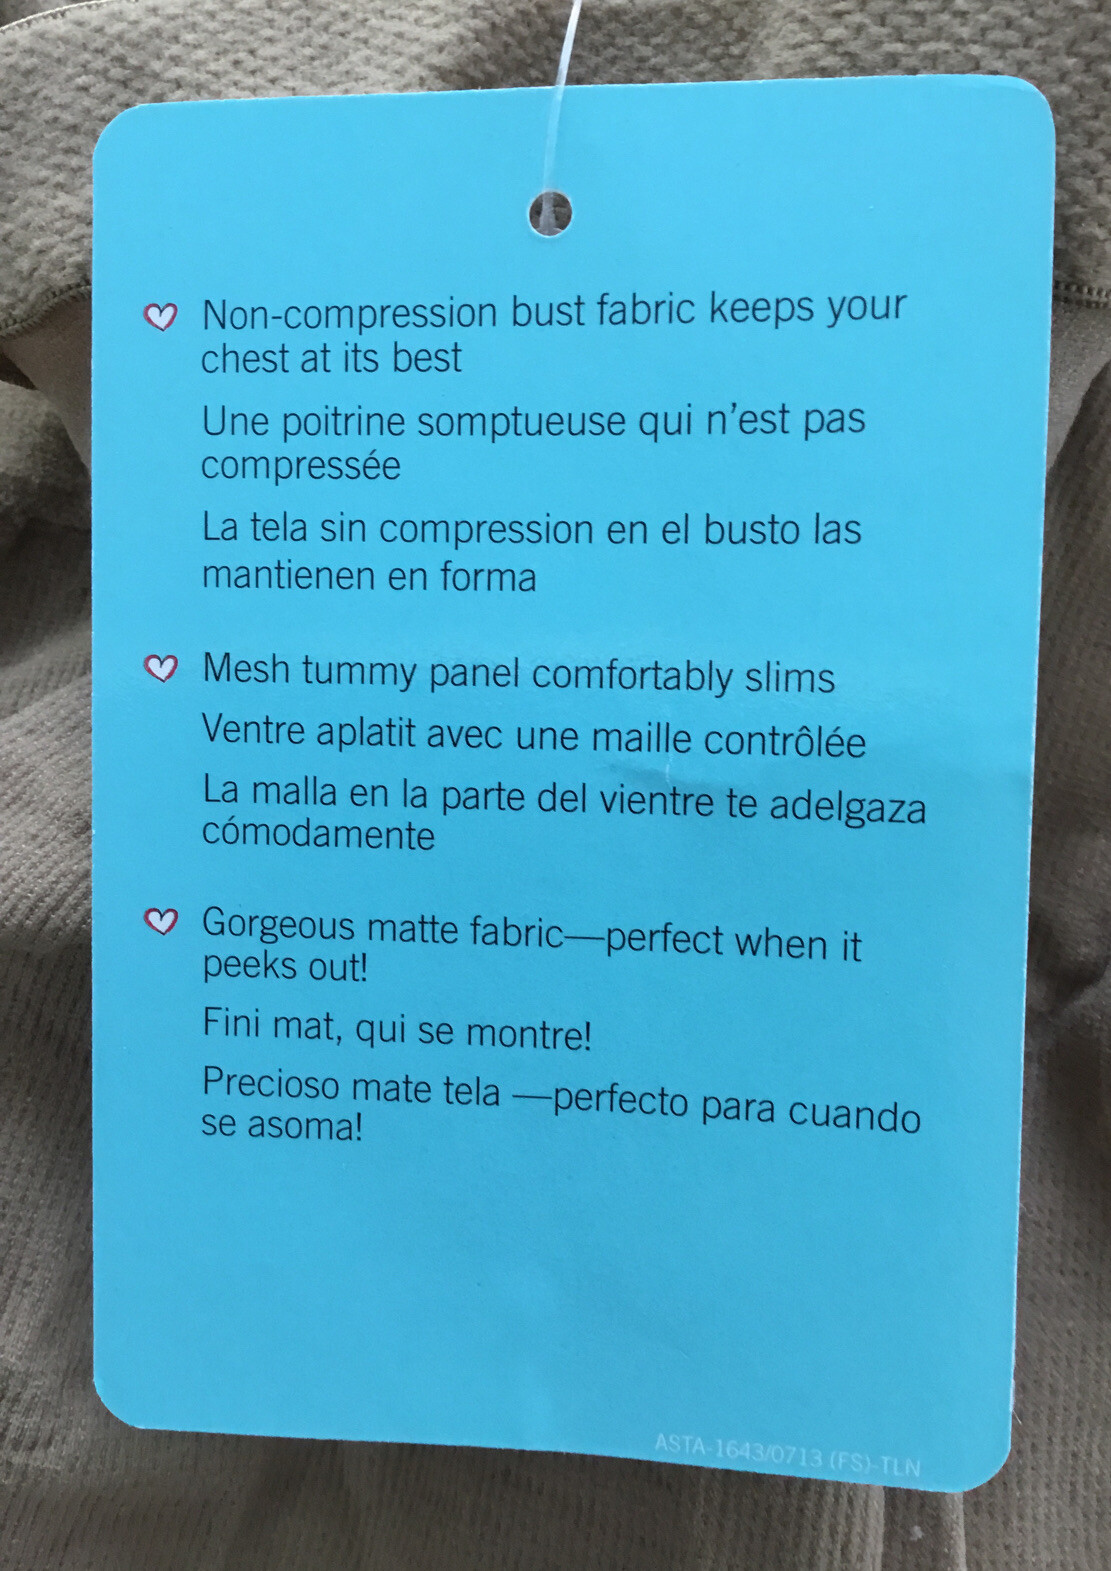 Non-compression bust fabric keeps your
chest at its best
Une poitrine somptueuse qui n'est pas
compressée
La tela sin compression en el busto las
mantienen en forma
Mesh tummy panel comfortably slims
Ventre aplatit avec une maille contrôlée
La malla en la parte del vientre te adelgaza
cómodamente
Gorgeous matte fabric—perfect when it
peeks out!
Fini mat, qui se montre!
Precioso mate tela —perfecto para cuando
se asoma!
ASTA-1643/0713 (FS)-TLN